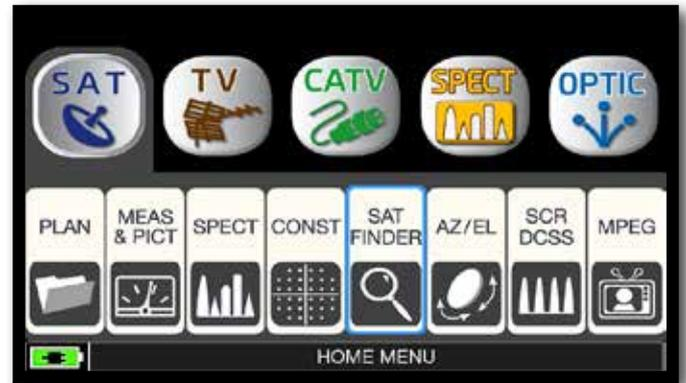 SAT
TV
CATV
SPECT
OPTIC
PLAN
MEAS
& PICT
SPECT
CONST
SAT
FINDER
AZ/EL
SCR
DCSS
MPEG
HOME MENU